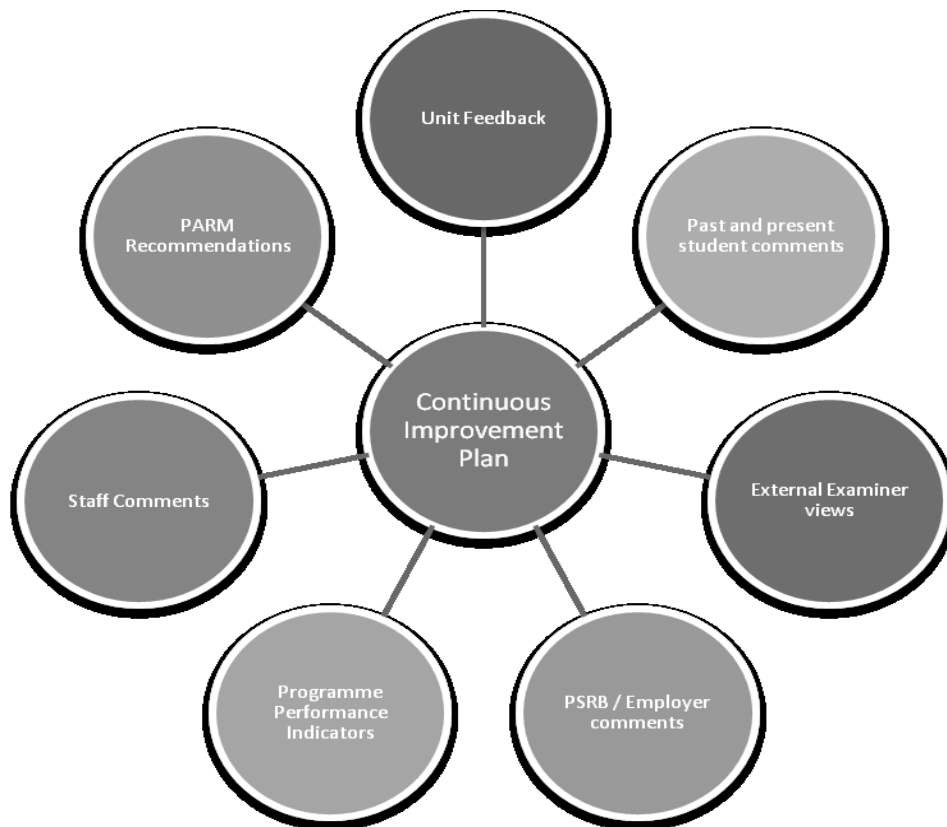 Unit Feedback
PARM
Recommendations
Past and present
student comments
Continuous
Improvement
Plan
Staff Comments
External Examiner
views
Programme
Performance
Indicators
PSRB / Employer
comments